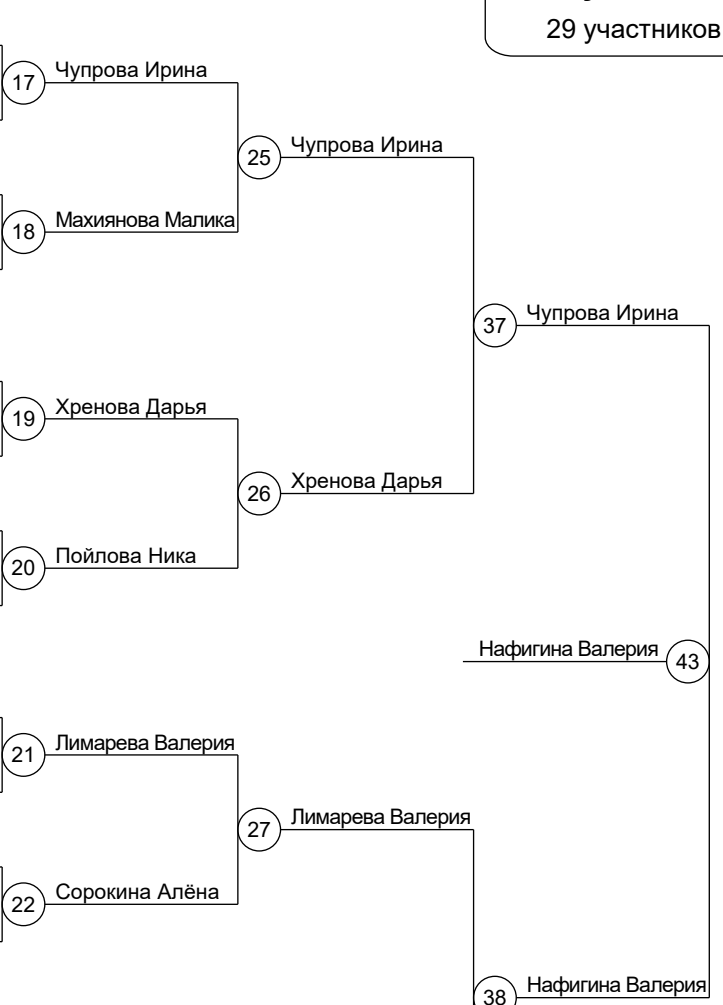 29 участников
17 Чупрова Ирина
25 Чупрова Ирина
18 Махиянова Малика
37 Чупрова Ирина
19 Хренова Дарья
26 Хренова Дарья
20 Пойлова Ника
Нафигина Валерия 43
21 Лимарева Валерия
27 Лимарева Валерия
22 Сорокина Алёна
38 Нафигина Валерия